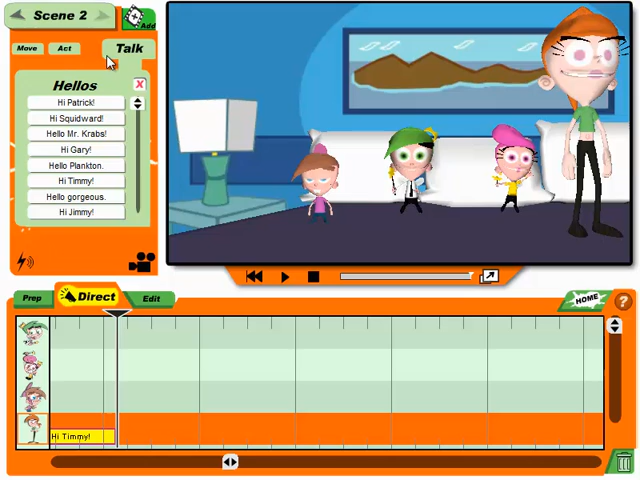 Scene 2
Add
Move
Act
Talk
Hellos
X
Hi Patrick!
Hi Squidward!
Hello Mr. Krabs!
Hi Gary!
Hello Plankton.
Hi Timmy!
Hello gorgeous.
Hi Jimmy!
Prep
Direct
Edit
HOME
?
Hi Timmy!